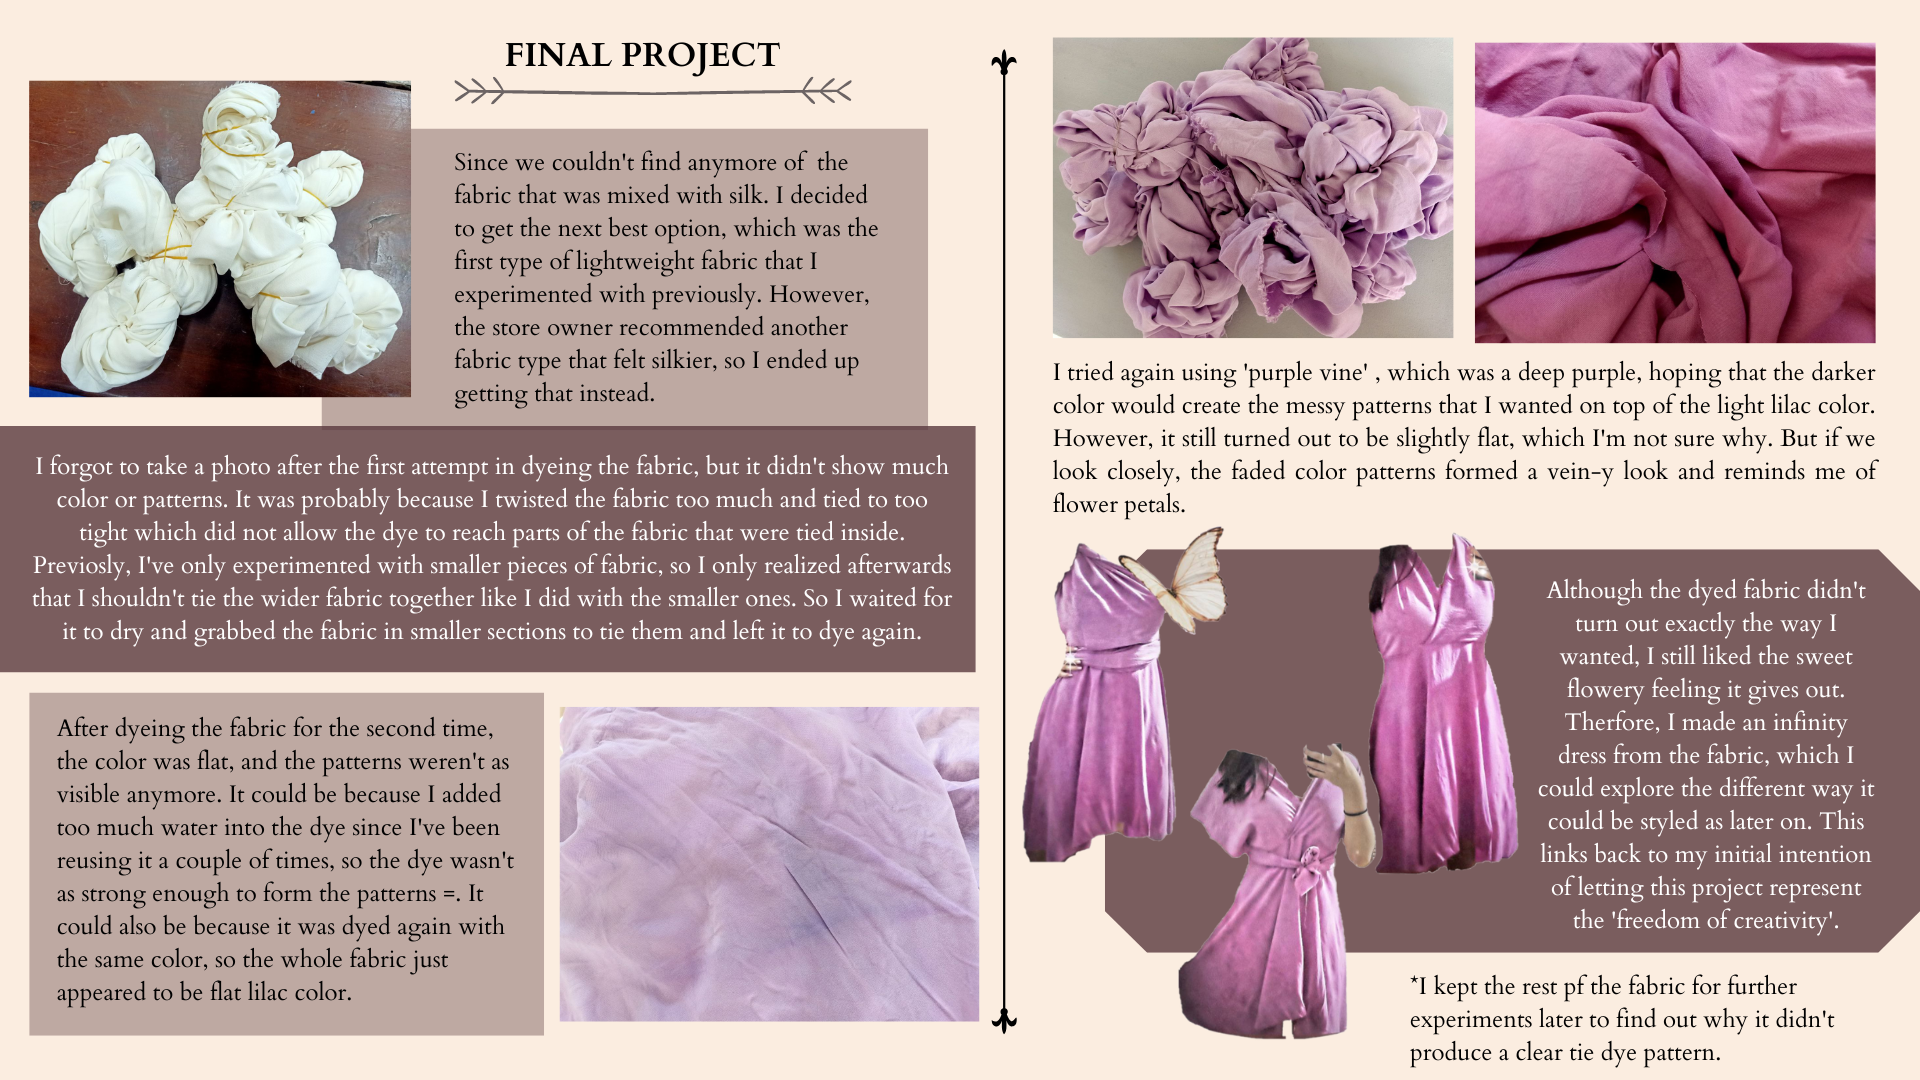 FINAL PROJECT
Since we couldn't find anymore of the
fabric that was mixed with silk. I decided
to get the next best option, which was the
first type of lightweight fabric that I
experimented with previously. However,
the store owner recommended another
fabric type that felt silkier, so I ended up
getting that instead.
I forgot to take a photo after the first attempt in dyeing the fabric, but it didn't show much
color or patterns. It was probably because I twisted the fabric too much and tied to too
tight which did not allow the dye to reach parts of the fabric that were tied inside.
Previosly, I've only experimented with smaller pieces of fabric, so I only realized afterwards
that I shouldn't tie the wider fabric together like I did with the smaller ones. So I waited for
it to dry and grabbed the fabric in smaller sections to tie them and left it to dye again.
After dyeing the fabric for the second time,
the color was flat, and the patterns weren't as
visible anymore. It could be because I added
too much water into the dye since I've been
reusing it a couple of times, so the dye wasn't
as strong enough to form the patterns =. It
could also be because it was dyed again with
the same color, so the whole fabric just
appeared to be flat lilac color.
I tried again using 'purple vine' , which was a deep purple, hoping that the darker
color would create the messy patterns that I wanted on top of the light lilac color.
However, it still turned out to be slightly flat, which I'm not sure why. But if we
look closely, the faded color patterns formed a vein-y look and reminds me of
flower petals.
Although the dyed fabric didn't
turn out exactly the way I
wanted, I still liked the sweet
flowery feeling it gives out.
Therfore, I made an infinity
dress from the fabric, which I
could explore the different way it
could be styled as later on. This
links back to my initial intention
of letting this project represent
the 'freedom of creativity'.
*I kept the rest pf the fabric for further
experiments later to find out why it didn't
produce a clear tie dye pattern.